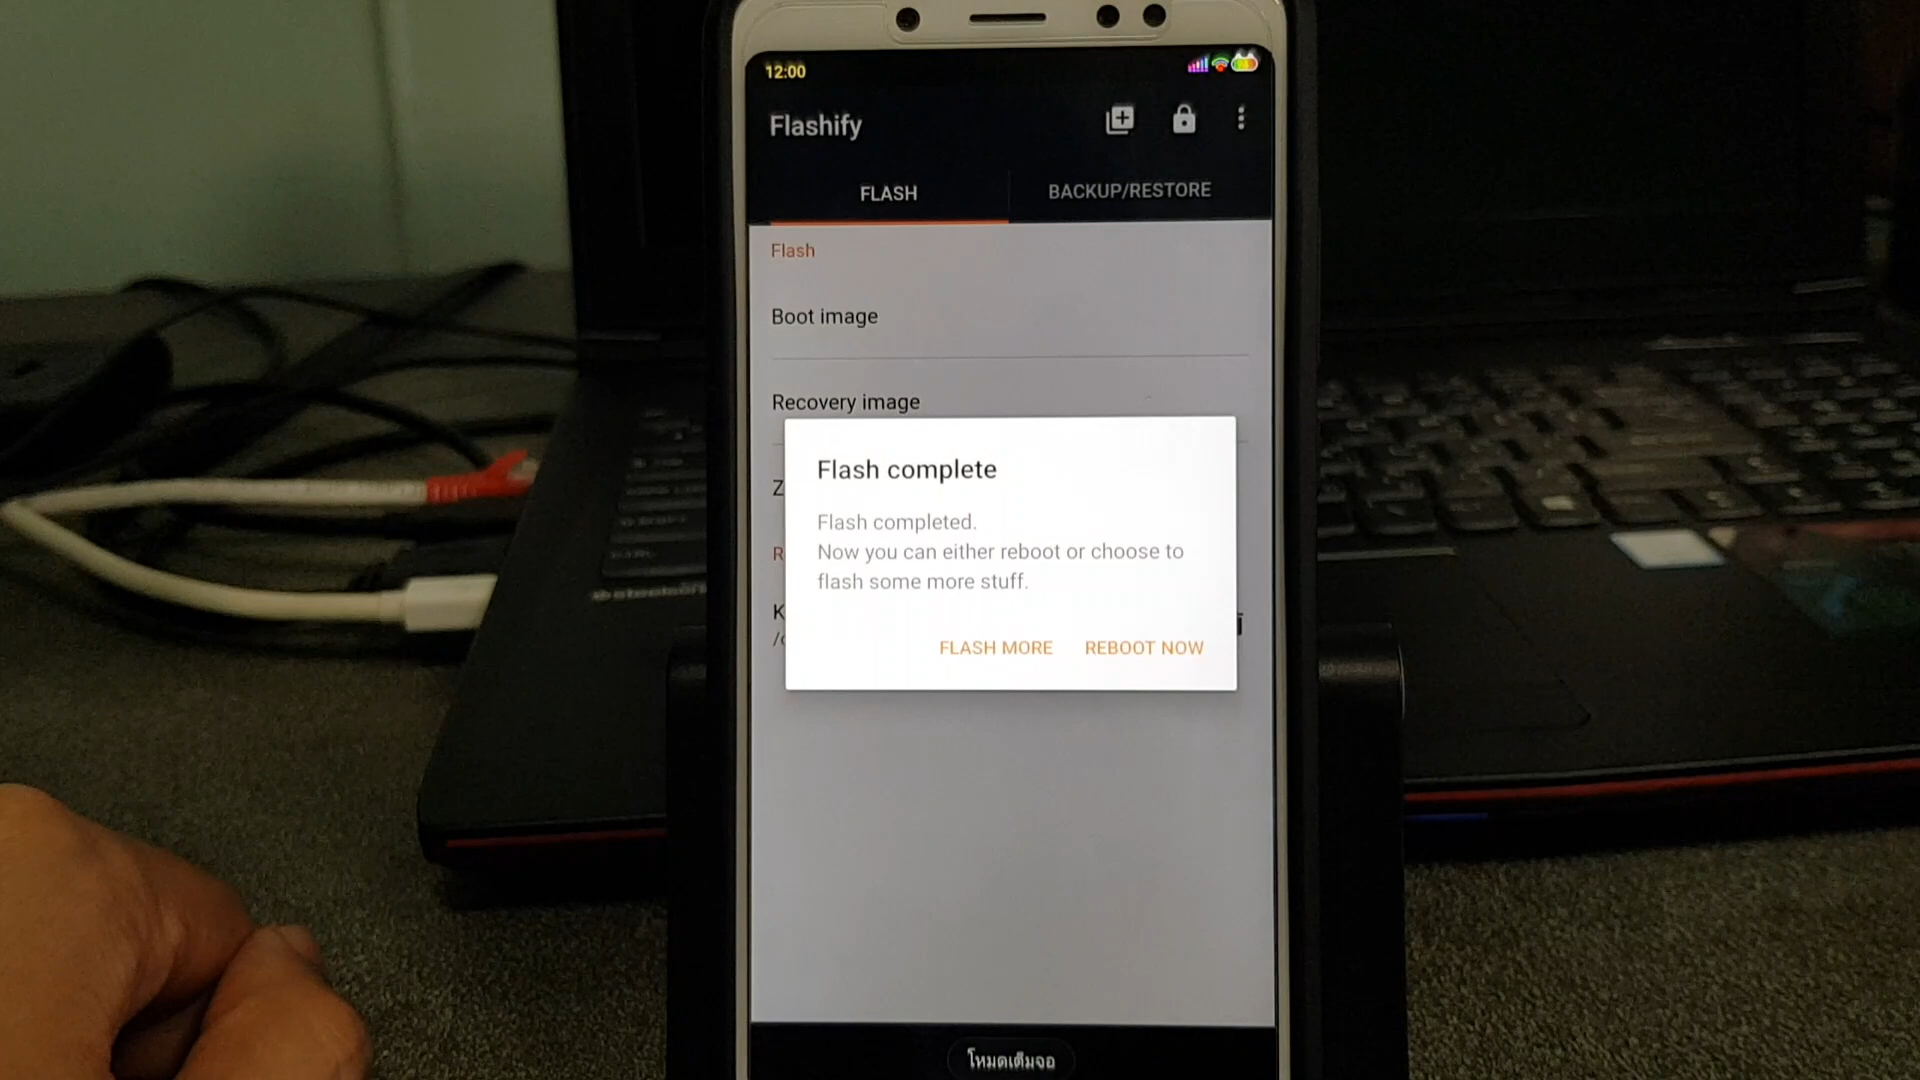 12:00
Flashify
FLASH
BACKUP/RESTORE
Flash
Boot image
Recovery image
Z
Flash complete
Flash completed.
Now you can either reboot or choose to
flash some more stuff.
R
K
FLASH MORE
REBOOT NOW
steelseries
โหมดเต็มจอ